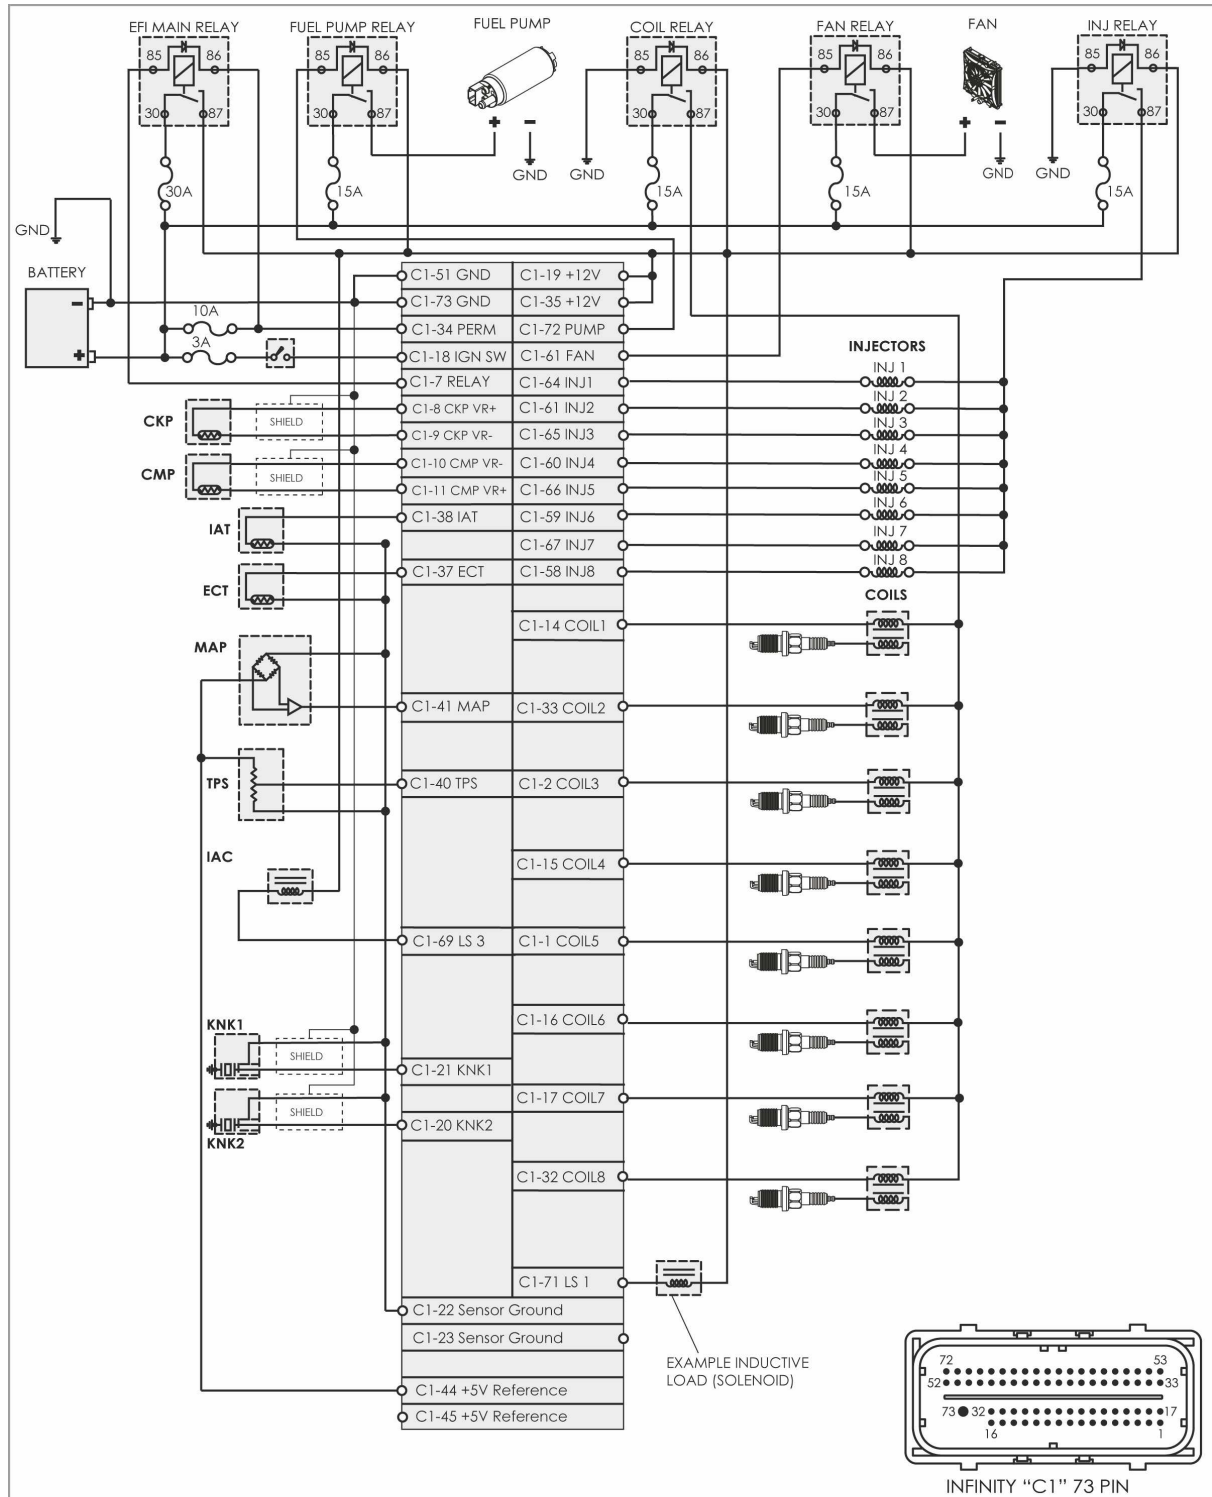 EFI MAIN RELAY
FUEL PUMP RELAY
FUEL PUMP
COIL RELAY
FAN RELAY
FAN
INJ RELAY
85 86
30 87
85 86
30 87
85 86
30 87
85 86
30 87
85 86
30 87
+ -
GND
+ -
GND
GND
GND
30A
15A
15A
15A
15A
GND
BATTERY
-
+
10A
3A
C1-51 GND
C1-73 GND
C1-34 PERM
C1-18 IGN SW
C1-7 RELAY
C1-8 CKP VR+
C1-9 CKP VR-
C1-10 CMP VR-
C1-11 CMP VR+
C1-38 IAT
C1-37 ECT
C1-41 MAP
C1-40 TPS
C1-69 LS 3
C1-21 KNK1
C1-20 KNK2
C1-22 Sensor Ground
C1-23 Sensor Ground
C1-44 +5V Reference
C1-45 +5V Reference
C1-19 +12V
C1-35 +12V
C1-72 PUMP
C1-61 FAN
C1-64 INJ1
C1-61 INJ2
C1-65 INJ3
C1-60 INJ4
C1-66 INJ5
C1-59 INJ6
C1-67 INJ7
C1-58 INJ8
C1-14 COIL1
C1-33 COIL2
C1-2 COIL3
C1-15 COIL4
C1-1 COIL5
C1-16 COIL6
C1-17 COIL7
C1-32 COIL8
C1-71 LS 1
CKP
SHIELD
CMP
SHIELD
IAT
ECT
MAP
TPS
IAC
KNK1
SHIELD
SHIELD
KNK2
INJECTORS
INJ 1
INJ 2
INJ 3
INJ 4
INJ 5
INJ 6
INJ 7
INJ 8
COILS
EXAMPLE INDUCTIVE
LOAD (SOLENOID)
72 53
52 33
73 32 17
16 1
INFINITY “C1” 73 PIN